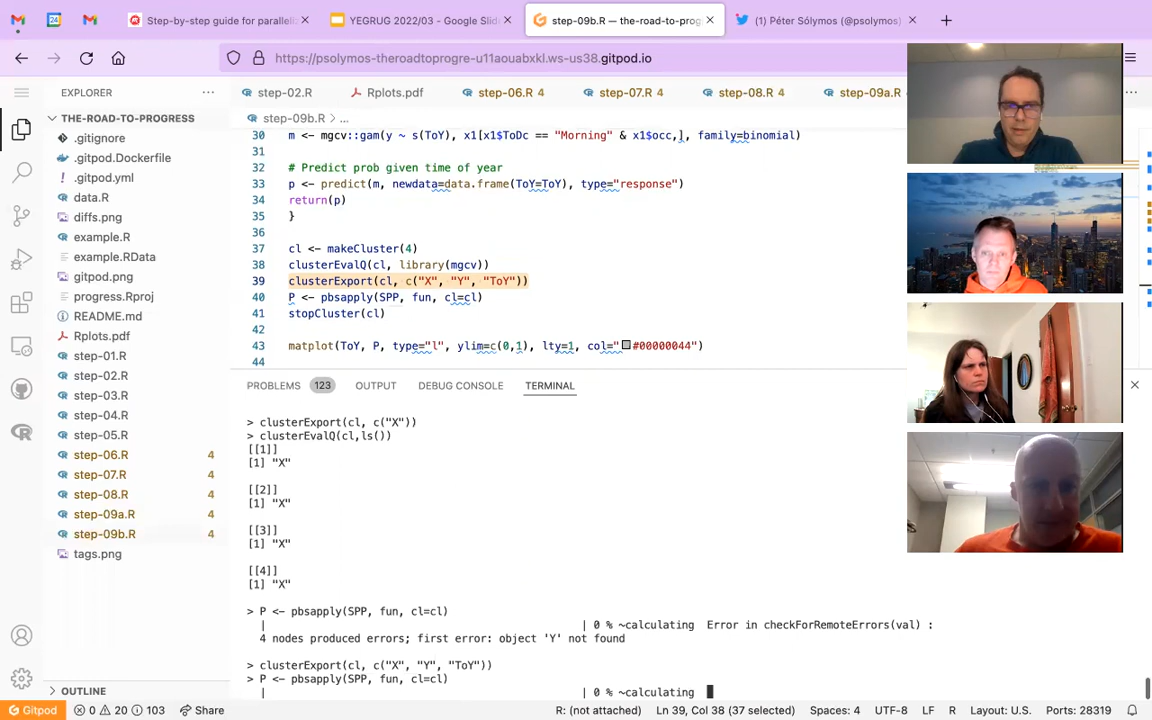 Step-by-step guide for paralleli
YEGRUG 2022/03 - Google Slide
step-09b.R — the-road-to-prog
(1) Péter Sólymos (@psolymos)
https://psolymos-theroadtoprogre-u11aouabxkl.ws-us38.gitpod.io
EXPLORER
step-02.R
Rplots.pdf
step-06.R 4
step-07.R 4
step-08.R 4
step-09a.R
THE-ROAD-TO-PROGRESS
step-09b.R > ...
.gitignore
.gitpod.Dockerfile
.gitpod.yml
data.R
diffs.png
example.R
example.RData
gitpod.png
progress.Rproj
README.md
Rplots.pdf
step-01.R
step-02.R
step-03.R
step-04.R
step-05.R
step-06.R 4
step-07.R 4
step-08.R 4
step-09a.R 4
step-09b.R 4
tags.png
OUTLINE
30 m <- mgcv::gam(y ~ s(ToY), x1[x1$ToDc == "Morning" & x1$occ,], family=binomial)
31
32 # Predict prob given time of year
33 p <- predict(m, newdata=data.frame(ToY=ToY), type="response")
34 return(p)
35 }
36
37 cl <- makeCluster(4)
38 clusterEvalQ(cl, library(mgcv))
39 clusterExport(cl, c("X", "Y", "ToY"))
40 P <- pbsapply(SPP, fun, cl=cl)
41 stopCluster(cl)
42
43 matplot(ToY, P, type="l", ylim=c(0,1), lty=1, col="#00000044")
44
PROBLEMS 123 OUTPUT DEBUG CONSOLE TERMINAL
> clusterExport(cl, c("X"))
> clusterEvalQ(cl,ls())
[[1]]
[1] "X"
[[2]]
[1] "X"
[[3]]
[1] "X"
[[4]]
[1] "X"
> P <- pbsapply(SPP, fun, cl=cl)
| | 0 % ~calculating Error in checkForRemoteErrors(val) :
4 nodes produced errors; first error: object 'Y' not found
> clusterExport(cl, c("X", "Y", "ToY"))
> P <- pbsapply(SPP, fun, cl=cl)
| | 0 % ~calculating
Gitpod 0 20 103 Share R: (not attached) Ln 39, Col 38 (37 selected) Spaces: 4 UTF-8 LF R Layout: U.S. Ports: 28319